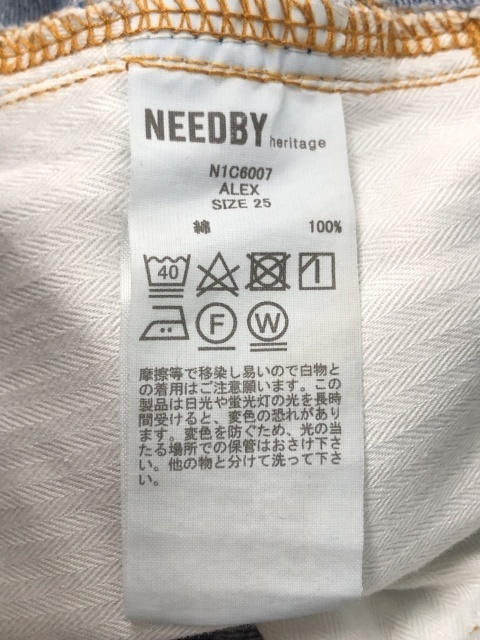 NEEDBY heritage
N1C6007
ALEX
SIZE 25
綿 100%
40
F W
摩擦等で移染し易いので白物と
の着用はご注意願います。この
製品は日光や蛍光灯の光を長時
間受けると、変色の恐れがあり
ます。変色を防ぐため、光の当
たる場所での保管はおさけ下さ
い。他の物と分けて洗って下さ
い。